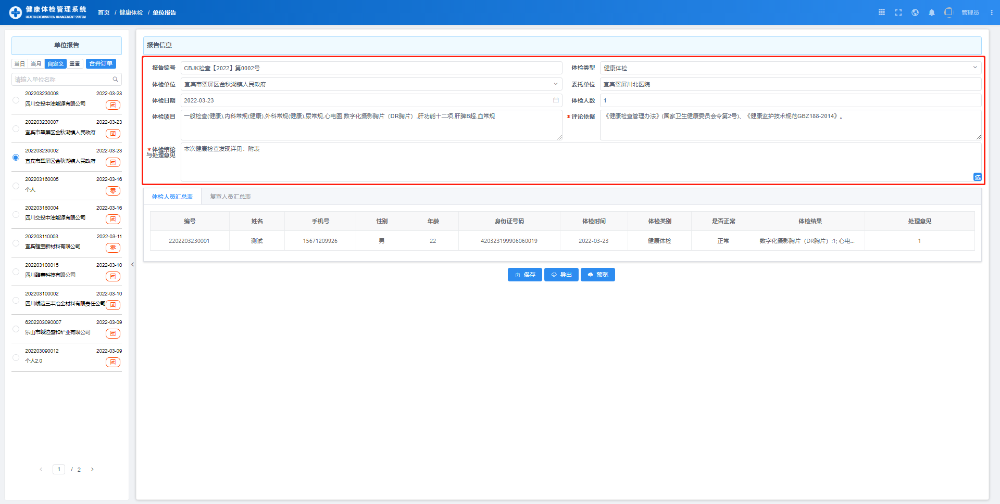 健康体检管理系统
HEALTH EXCMINATION MANAGEMENT SYSTEM
首页 / 健康体检 / 单位报告
管理员
单位报告
当日 当月 自定义 重置 合并订单
请输入单位名称
202203230008 2022-03-23
四川交投中油能源有限公司 团
202203230007 2022-03-23
宜宾市翠屏区金秋湖镇人民政府 团
202203230002 2022-03-23
宜宾市翠屏区金秋湖镇人民政府 团
202203160005 2022-03-16
个人 零
202203160004 2022-03-16
四川交投中油能源有限公司 团
202203110003 2022-03-11
宜宾锂宝新材料有限公司 零
202203100015 2022-03-10
四川酷赛科技有限公司 团
202203100002 2022-03-10
四川峨边三丰冶金材料有限责任公司 团
6202203090007 2022-03-09
乐山市峨边盛和矿业有限公司 团
202203090012 2022-03-09
个人2.0 团
1 / 2
报告信息
报告编号 CBJK检查【2022】第0002号 体检类型 健康体检
体检单位 宜宾市翠屏区金秋湖镇人民政府 委托单位 宜宾翠屏川北医院
体检日期 2022-03-23 体检人数 1
体检项目 一般检查(健康),内科常规(健康),外科常规(健康),尿常规,心电图,数字化摄影胸片（DR胸片）,肝功能十二项,肝脾B超,血常规 *评论依据 《健康检查管理办法》(国家卫生健康委员会令第2号)、《健康监护技术规范GBZ188-2014》。
*体检结论
与处理意见 本次健康检查发现详见：附表
选
体检人员汇总表 复查人员汇总表
编号 姓名 手机号 性别 年龄 身份证号码 体检时间 体检类别 是否正常 体检结果 处理意见
2202203230001 测试 15671209926 男 22 420323199906060019 2022-03-23 健康体检 正常 数字化摄影胸片（DR胸片）:1; 心电... 1
保存 导出 预览